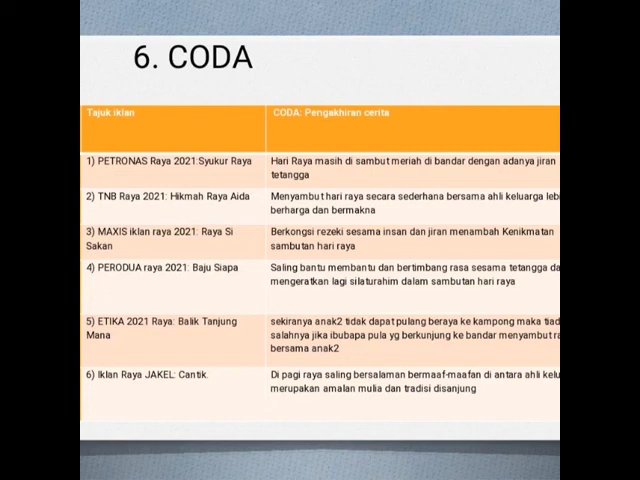 6. CODA
Tajuk iklan
CODA: Pengakhiran cerita
1) PETRONAS Raya 2021:Syukur Raya
Hari Raya masih di sambut meriah di bandar dengan adanya jiran
tetangga
2) TNB Raya 2021: Hikmah Raya Aida
Menyambut hari raya secara sederhana bersama ahli keluarga
berharga dan bermakna
3) MAXIS iklan raya 2021: Raya Si
Sakan
Berkongsi rezeki sesama insan dan jiran menambah Kenikmatan
sambutan hari raya
4) PERODUA raya 2021: Baju Siapa
Saling bantu membantu dan bertimbang rasa sesama tetangga
mengeratkan lagi silaturahim dalam sambutan hari raya
5) ETIKA 2021 Raya: Balik Tanjung
Mana
sekiranya anak2 tidak dapat pulang beraya ke kampong maka
salahnya jika ibubapa pula yg berkunjung ke bandar menyambut
bersama anak2
6) Iklan Raya JAKEL: Cantik.
Di pagi raya saling bersalaman bermaaf-maafan di antara ahli
merupakan amalan mulia dan tradisi disanjung